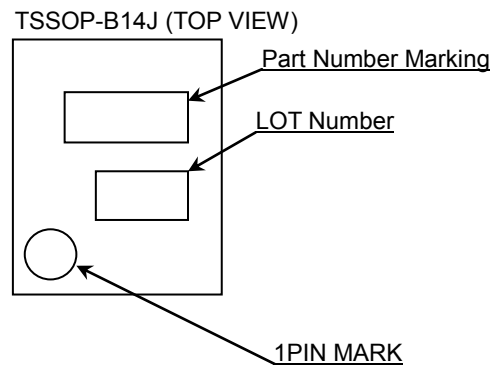 TSSOP-B14J (TOP VIEW)
Part Number Marking
LOT Number
1PIN MARK